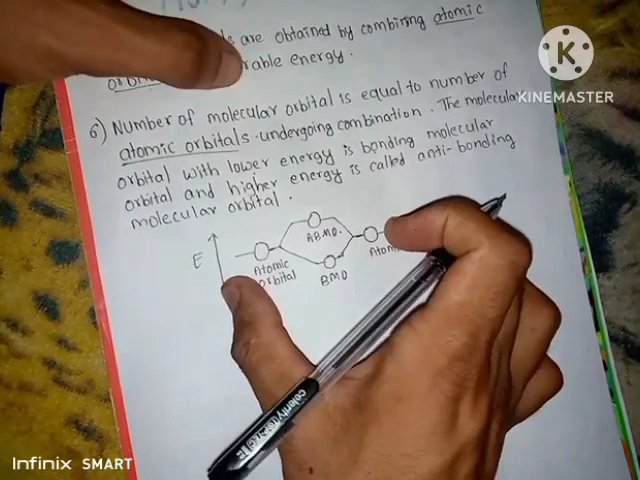 are obtained by combining atomic
rable energy.
KINEMASTER
6) Number of molecular orbital is equal to number of
atomic orbitals undergoing combination. The molecular
orbital with lower energy is bonding molecular
orbital and higher energy is called anti-bonding
molecular orbital.
E
ABMO.
Atomic
orbital
BMO
celerity
Infinix SMART